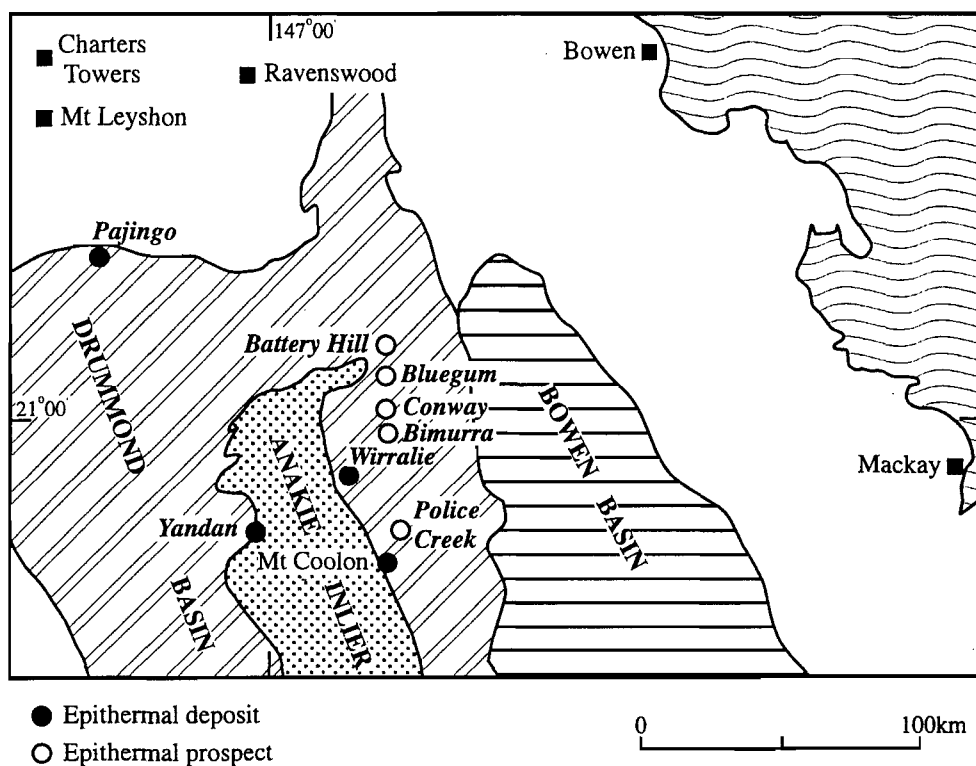 147°00'
Charters
Towers
Ravenswood
Bowen
Mt Leyshon
Pajingo
DRUMMOND
BASIN
Battery Hill
Bluegum
21°00'
Conway
Bimurra
Wirralie
ANAKIE
INLIER
BOWEN
BASIN
Mackay
Yandan
Police
Creek
Mt Coolon
Epithermal deposit
Epithermal prospect
0
100km